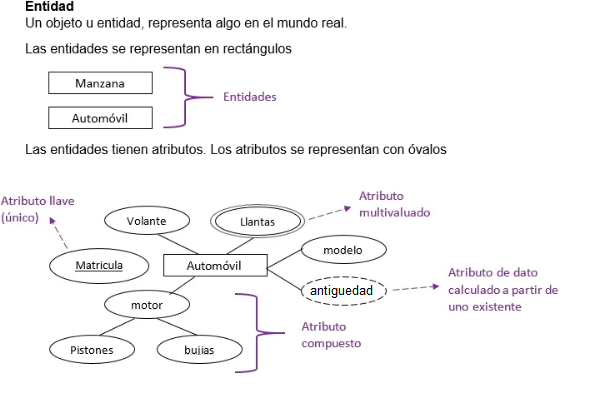 Entidad
Un objeto u entidad, representa algo en el mundo real.
Las entidades se representan en rectángulos
Manzana
Entidades
Automóvil
Las entidades tienen atributos. Los atributos se representan con óvalos
Atributo llave
(único)
Volante
Llantas
Atributo
multivaluado
Matricula
Automóvil
modelo
antiguedad
Atributo de dato
calculado a partir de
uno existente
motor
Atributo
compuesto
Pistones
bujias